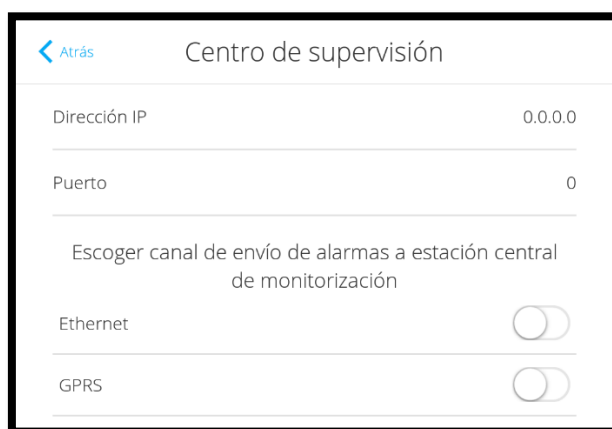 Atrás
Centro de supervisión
Dirección IP 0.0.0.0
Puerto 0
Escoger canal de envío de alarmas a estación central
de monitorización
Ethernet
GPRS